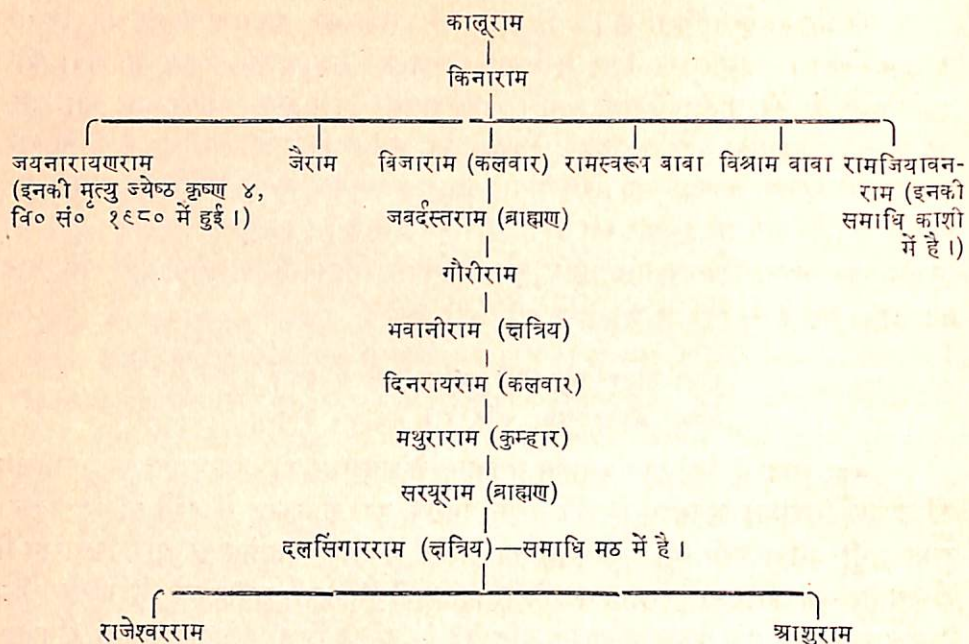 कालूराम
किनाराम
जयनारायणराम जैराम विजाराम (कलवार) रामस्वरूप बाबा विश्राम बाबा रामजियावन-
(इनकी मृत्यु ज्येष्ठ कृष्ण ४, राम (इनकी
वि० सं० १९८० में हुई।) जवर्दस्तराम (ब्राह्मण) समाधि काशी
में है।)
गौरीराम
भवानीराम (क्षत्रिय)
दिनरायराम (कलवार)
मथुराराम (कुम्हार)
सरयूराम (ब्राह्मण)
दलसिंगारराम (क्षत्रिय)—समाधि मठ में है।
राजेश्वरराम आशुराम